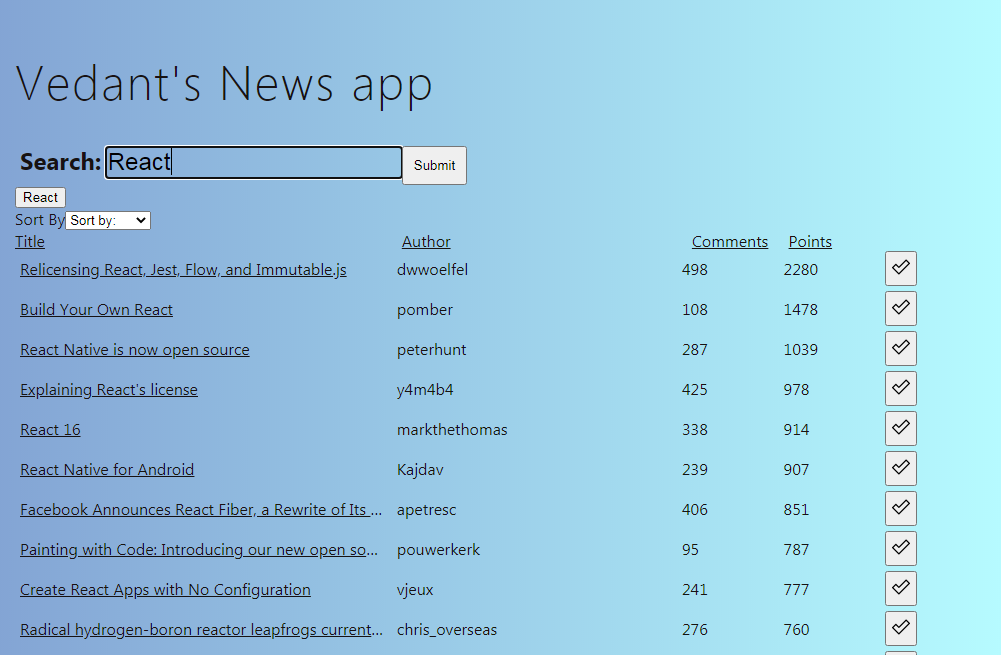 Vedant's News app
Search: React Submit
React
Sort By Sort by:
Title Author Comments Points
Relicensing React, Jest, Flow, and Immutable.js dwwoelfel 498 2280
Build Your Own React pomber 108 1478
React Native is now open source peterhunt 287 1039
Explaining React's license y4m4b4 425 978
React 16 markthethomas 338 914
React Native for Android Kajdav 239 907
Facebook Announces React Fiber, a Rewrite of Its ... apetresc 406 851
Painting with Code: Introducing our new open so... pouwerkerk 95 787
Create React Apps with No Configuration vjeux 241 777
Radical hydrogen-boron reactor leapfrogs current... chris_overseas 276 760